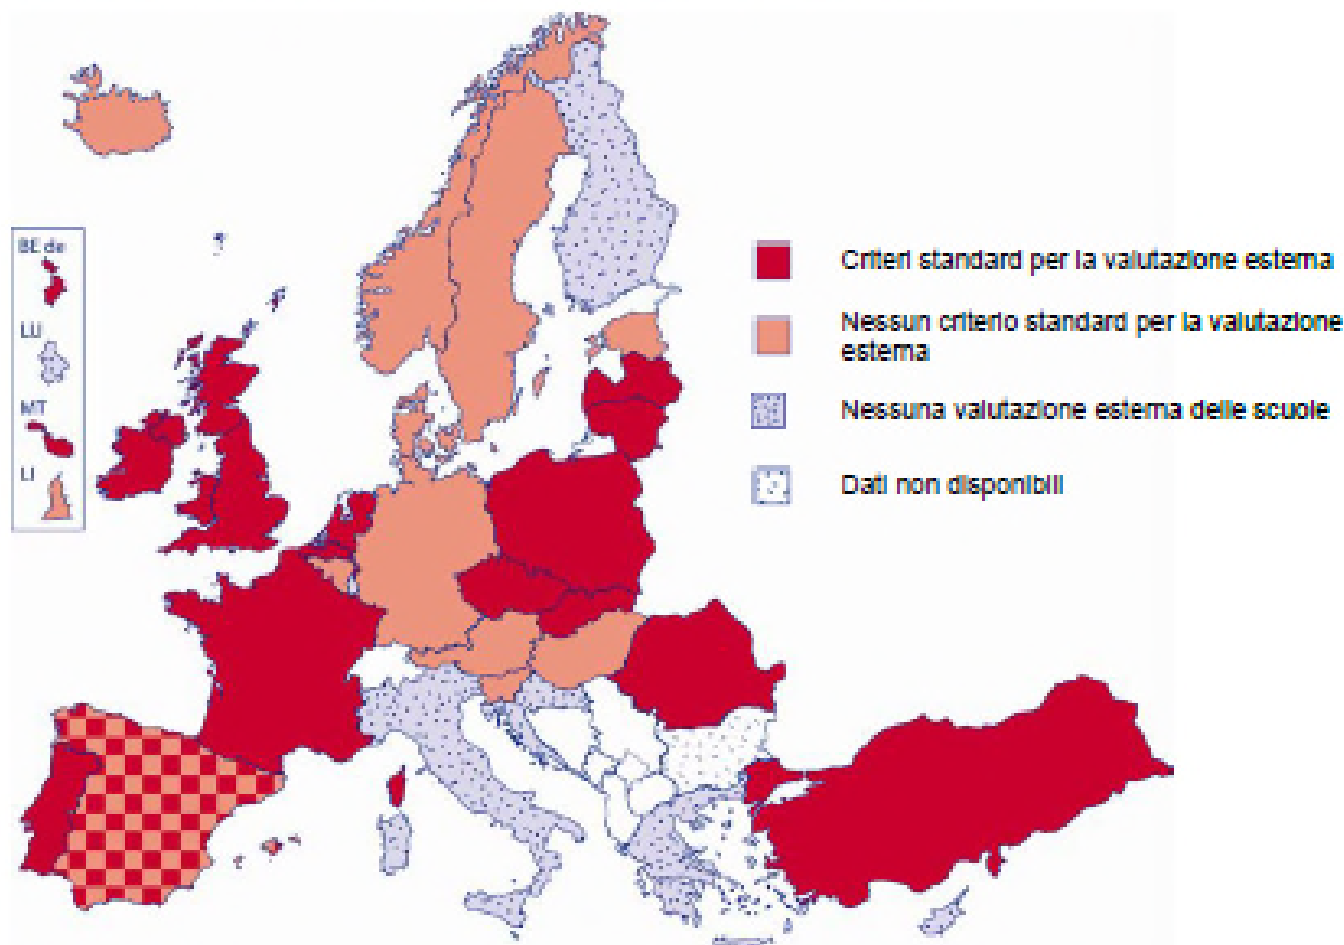 BE de
LU
MT
LI
Criteri standard per la valutazione esterna
Nessun criterio standard per la valutazione
esterna
Nessuna valutazione esterna delle scuole
Dati non disponibili